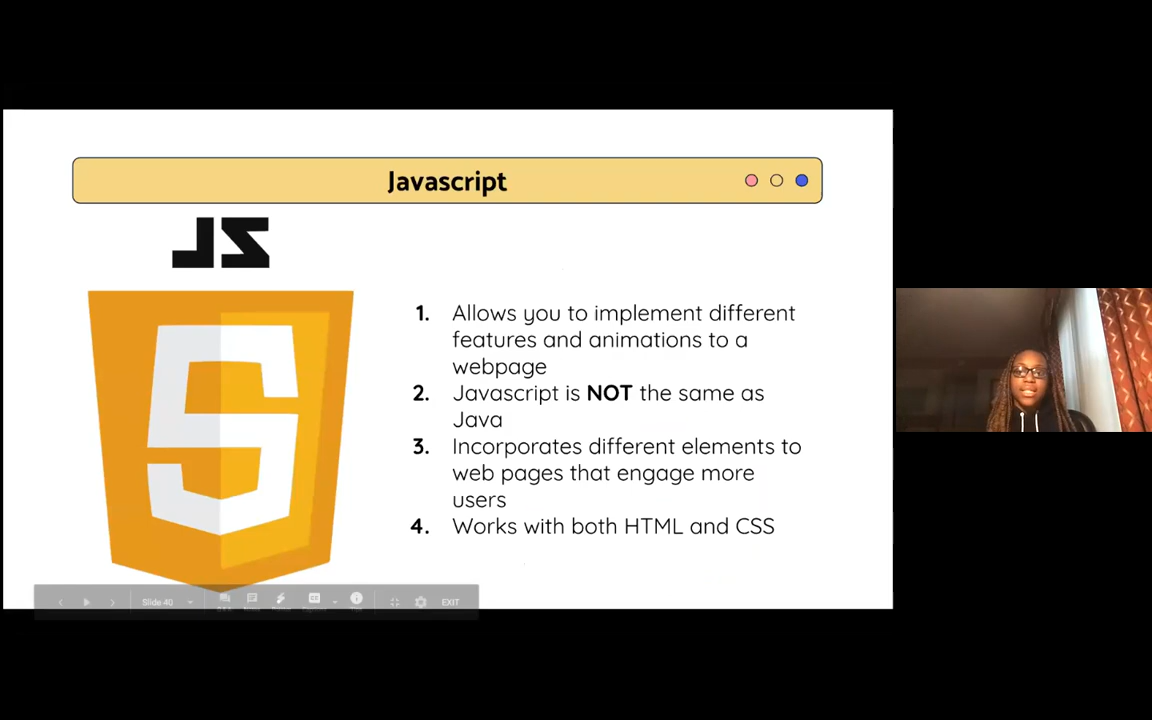 Javascript
JS
5
1. Allows you to implement different
features and animations to a
webpage
2. Javascript is NOT the same as
Java
3. Incorporates different elements to
web pages that engage more
users
4. Works with both HTML and CSS
Slide 40
CC
EXIT